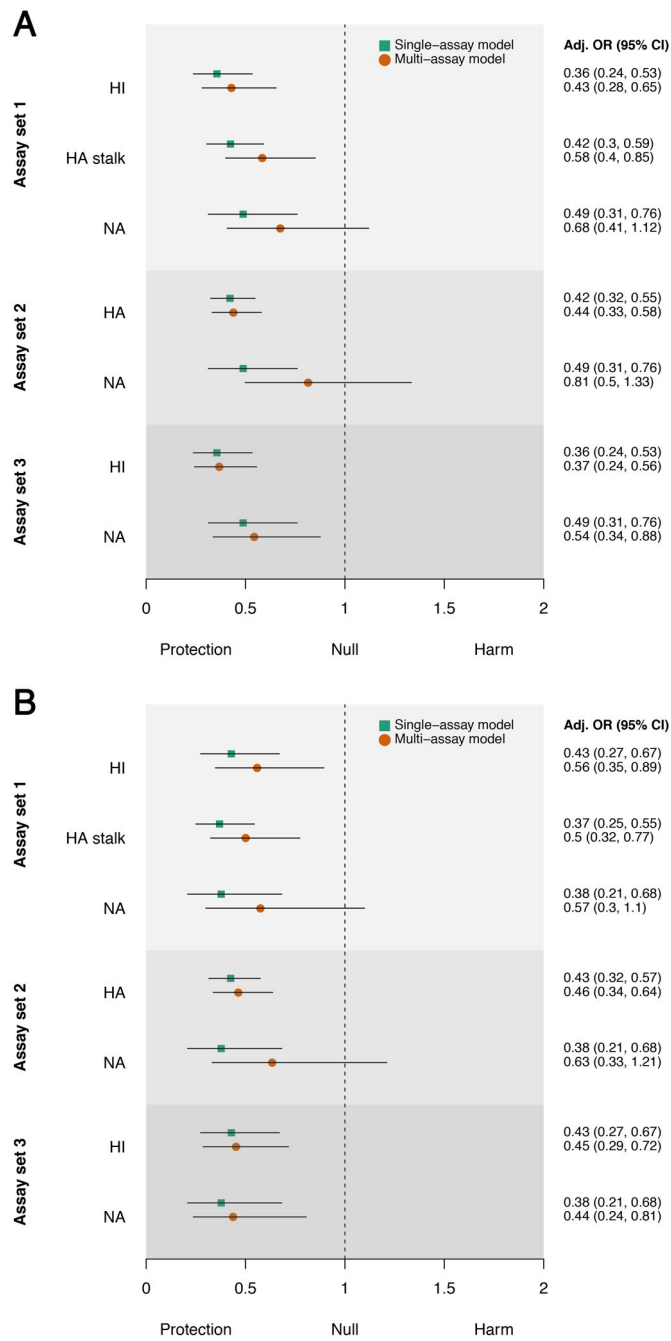 A
Single−assay model
Multi−assay model
Adj. OR (95% CI)
Assay set 1
HI
0.36 (0.24, 0.53)
0.43 (0.28, 0.65)
HA stalk
0.42 (0.3, 0.59)
0.58 (0.4, 0.85)
NA
0.49 (0.31, 0.76)
0.68 (0.41, 1.12)
Assay set 2
HA
0.42 (0.32, 0.55)
0.44 (0.33, 0.58)
NA
0.49 (0.31, 0.76)
0.81 (0.5, 1.33)
Assay set 3
HI
0.36 (0.24, 0.53)
0.37 (0.24, 0.56)
NA
0.49 (0.31, 0.76)
0.54 (0.34, 0.88)
0 0.5 1 2
Protection Null Harm
B
Single−assay model
Multi−assay model
Adj. OR (95% CI)
Assay set 1
HI
0.43 (0.27, 0.67)
0.56 (0.35, 0.89)
HA stalk
0.37 (0.25, 0.55)
0.5 (0.32, 0.77)
NA
0.38 (0.21, 0.68)
0.57 (0.3, 1.1)
Assay set 2
HA
0.43 (0.32, 0.57)
0.46 (0.34, 0.64)
NA
0.38 (0.21, 0.68)
0.63 (0.33, 1.21)
Assay set 3
HI
0.43 (0.27, 0.67)
0.45 (0.29, 0.72)
NA
0.38 (0.21, 0.68)
0.44 (0.24, 0.81)
0 0.5 1 2
Protection Null Harm